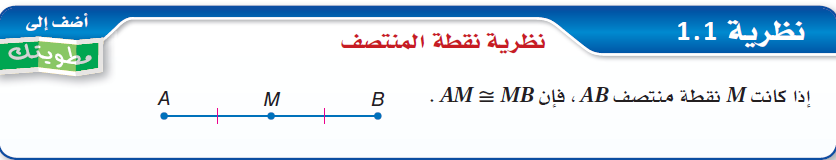 نظرية 1.1
أضف إلى
مطويتك
نظرية نقطة المنتصف
إذا كانت M نقطة منتصف AB ، فإن AM ≅ MB .
A M B